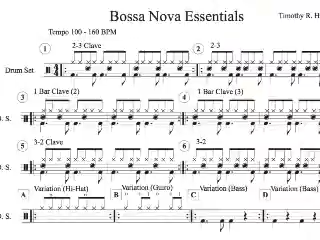 Bossa Nova Essentials
Timothy R. H
Tempo 100 - 160 BPM
1 2-3 Clave 2 2-3
Drum Set
3 1 Bar Clave (2) 4 1 Bar Clave (3)
D. S.
5 3-2 Clave 6 3-2
D. S.
A Variation (Hi-Hat) B Variation (Guiro) C Variation (Bass) D Variation (Bass)
D. S.